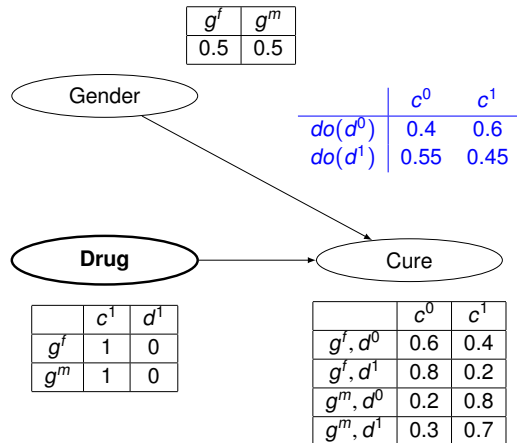 g^f g^m
0.5 0.5
Gender
c^0 c^1
do(d^0) 0.4 0.6
do(d^1) 0.55 0.45
Drug
Cure
c^1 d^1
g^f 1 0
g^m 1 0
c^0 c^1
g^f, d^0 0.6 0.4
g^f, d^1 0.8 0.2
g^m, d^0 0.2 0.8
g^m, d^1 0.3 0.7